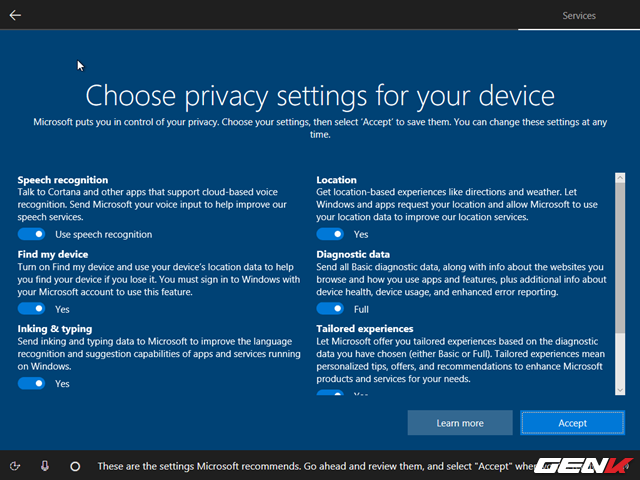 Services
Choose privacy settings for your device
Microsoft puts you in control of your privacy. Choose your settings, then select 'Accept' to save them. You can change these settings at any
time.
Speech recognition
Talk to Cortana and other apps that support cloud-based voice
recognition. Send Microsoft your voice input to help improve our
speech services.
Use speech recognition
Find my device
Turn on Find my device and use your device's location data to help
you find your device if you lose it. You must sign in to Windows with
your Microsoft account to use this feature.
Yes
Inking & typing
Send inking and typing data to Microsoft to improve the language
recognition and suggestion capabilities of apps and services running
on Windows.
Yes
Location
Get location-based experiences like directions and weather. Let
Windows and apps request your location and allow Microsoft to use
your location data to improve our location services.
Yes
Diagnostic data
Send all Basic diagnostic data, along with info about the websites you
browse and how you use apps and features, plus additional info about
device health, device usage, and enhanced error reporting.
Full
Tailored experiences
Let Microsoft offer you tailored experiences based on the diagnostic
data you have chosen (either Basic or Full). Tailored experiences mean
personalized tips, offers, and recommendations to enhance Microsoft
products and services for your needs.
Yes
Learn more
Accept
These are the settings Microsoft recommends. Go ahead and review them, and select "Accept"
GENK